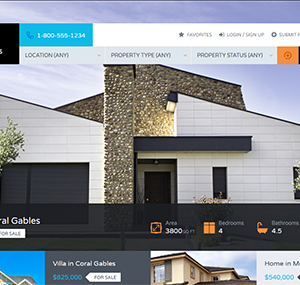 S
1-800-555-1234
FAVORITES
LOGIN / SIGN UP
SUBMIT P
LOCATION (ANY)
PROPERTY TYPE (ANY)
PROPERTY STATUS (ANY)
ral Gables
FOR SALE
Area
3800 SQ FT
Bedrooms
4
Bathrooms
4.5
Villa in Coral Gables
$825,000
FOR SALE
Home in M
$540,000